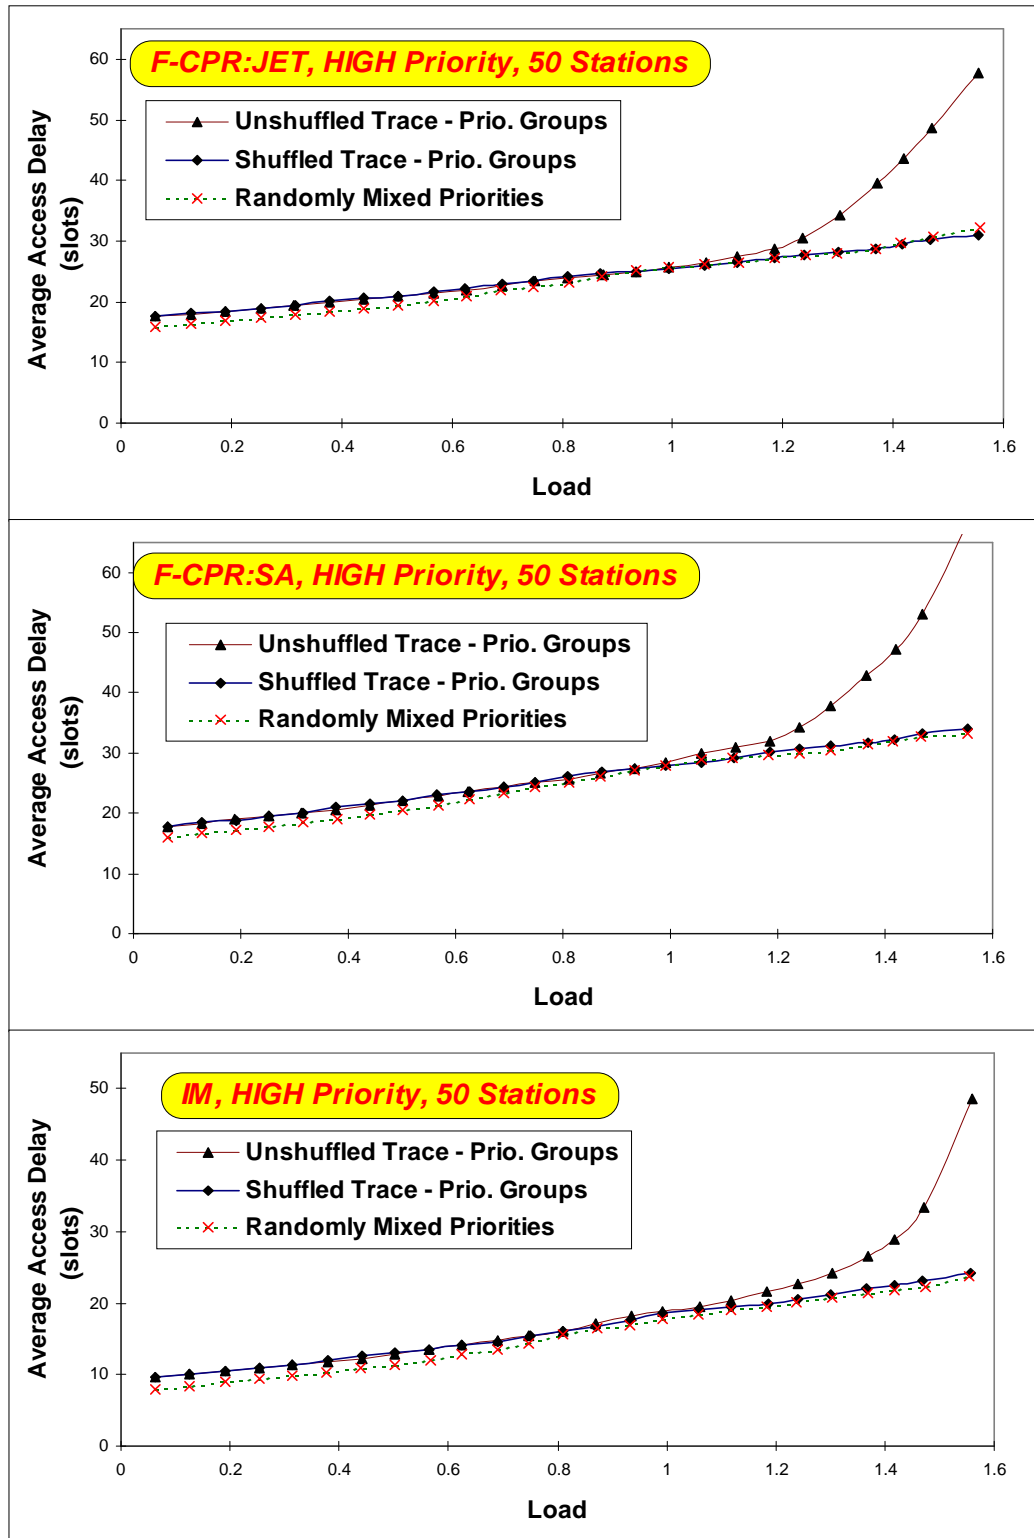 F-CPR:JET, HIGH Priority, 50 Stations
Unshuffled Trace - Prio. Groups
Shuffled Trace - Prio. Groups
Randomly Mixed Priorities
Average Access Delay
(slots)
60
50
40
30
20
10
0
0 0.2 0.4 0.6 0.8 1 1.2 1.4 1.6
Load
F-CPR:SA, HIGH Priority, 50 Stations
Unshuffled Trace - Prio. Groups
Shuffled Trace - Prio. Groups
Randomly Mixed Priorities
Average Access Delay
(slots)
60
50
40
30
20
10
0
0 0.2 0.4 0.6 0.8 1 1.2 1.4 1.6
Load
IM, HIGH Priority, 50 Stations
Unshuffled Trace - Prio. Groups
Shuffled Trace - Prio. Groups
Randomly Mixed Priorities
Average Access Delay
(slots)
50
40
30
20
10
0
0 0.2 0.4 0.6 0.8 1 1.2 1.4 1.6
Load